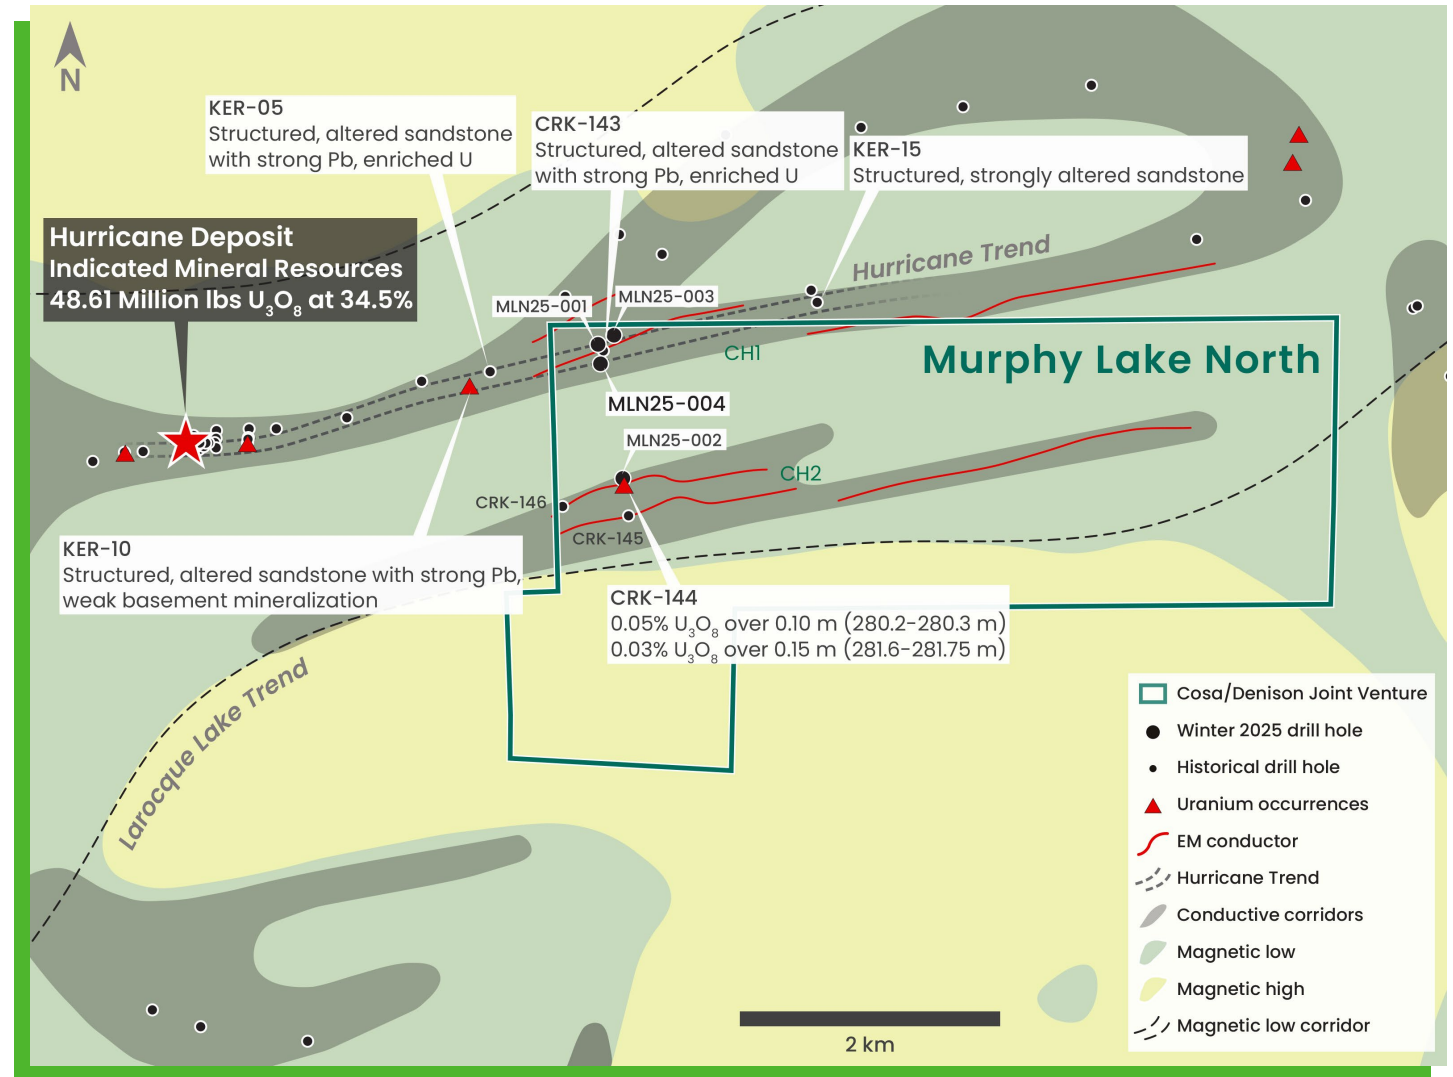 N
KER-05
Structured, altered sandstone
with strong Pb, enriched U
CRK-143
Structured, altered sandstone
with strong Pb, enriched U
KER-15
Structured, strongly altered sandstone
Hurricane Deposit
Indicated Mineral Resources
48.61 Million lbs U₃O₈ at 34.5%
Hurricane Trend
MLN25-001
MLN25-003
CH1
Murphy Lake North
MLN25-004
MLN25-002
CH2
CRK-146
CRK-145
KER-10
Structured, altered sandstone with strong Pb,
weak basement mineralization
CRK-144
0.05% U₃O₈ over 0.10 m (280.2-280.3 m)
0.03% U₃O₈ over 0.15 m (281.6-281.75 m)
Larocque Lake Trend
Cosa/Denison Joint Venture
Winter 2025 drill hole
Historical drill hole
Uranium occurrences
EM conductor
Hurricane Trend
Conductive corridors
Magnetic low
Magnetic high
Magnetic low corridor
2 km